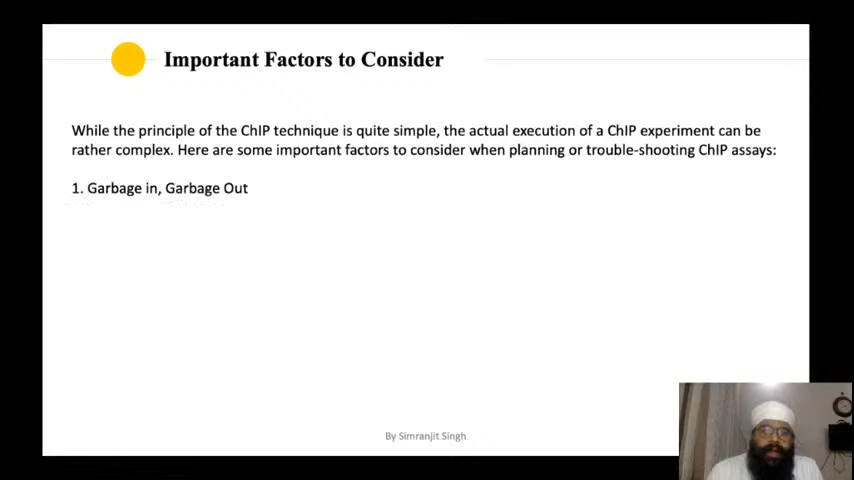 Important Factors to Consider
While the principle of the ChIP technique is quite simple, the actual execution of a ChIP experiment can be
rather complex. Here are some important factors to consider when planning or trouble-shooting ChIP assays:
1. Garbage in, Garbage Out
By Simranjit Singh